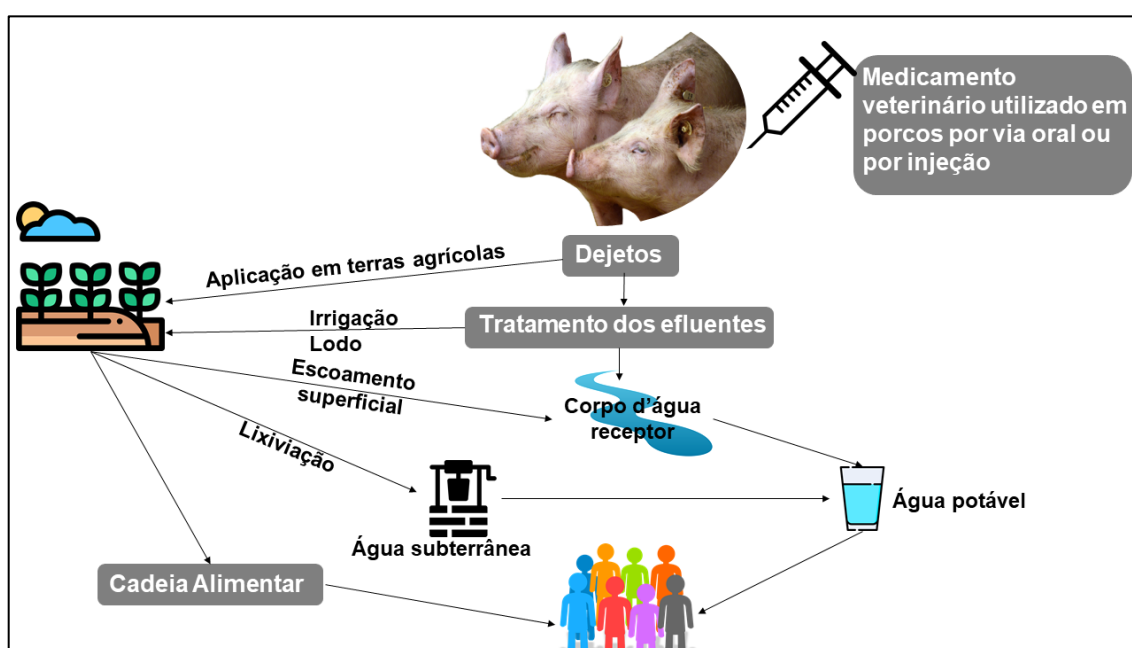 Medicamento
veterinário utilizado em
porcos por via oral ou
por injeção
Dejetos
Aplicação em terras agrícolas
Tratamento dos efluentes
Irrigação
Lodo
Escoamento
superficial
Corpo d’água
receptor
Lixiviação
Água potável
Água subterrânea
Cadeia Alimentar